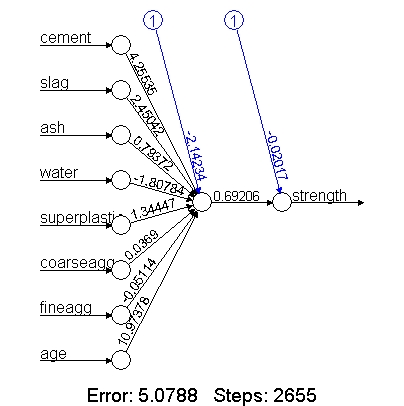 1 1
cement
4.25535
slag
2.45042
ash
0.79372
water
-1.80784
-2.14234
-0.02017
superplastic
1.34447
0.69206
strength
coarseagg
0.0369
fineagg
-0.05114
age
10.97378
Error: 5.0788 Steps: 2655